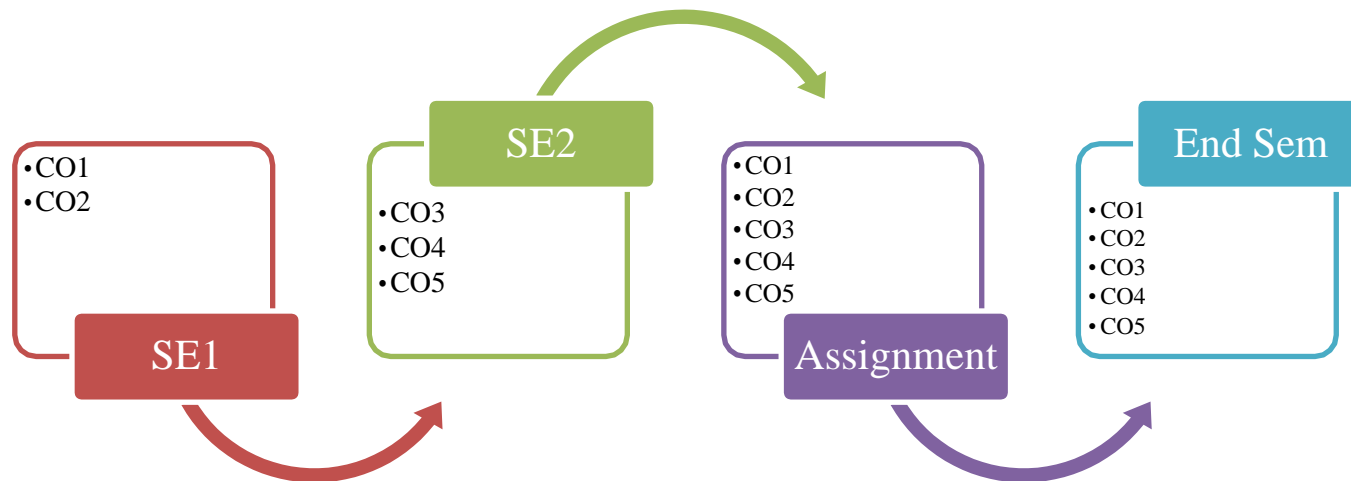 •CO1
•CO2
SE1
SE2
•CO3
•CO4
•CO5
•CO1
•CO2
•CO3
•CO4
•CO5
Assignment
End Sem
•CO1
•CO2
•CO3
•CO4
•CO5